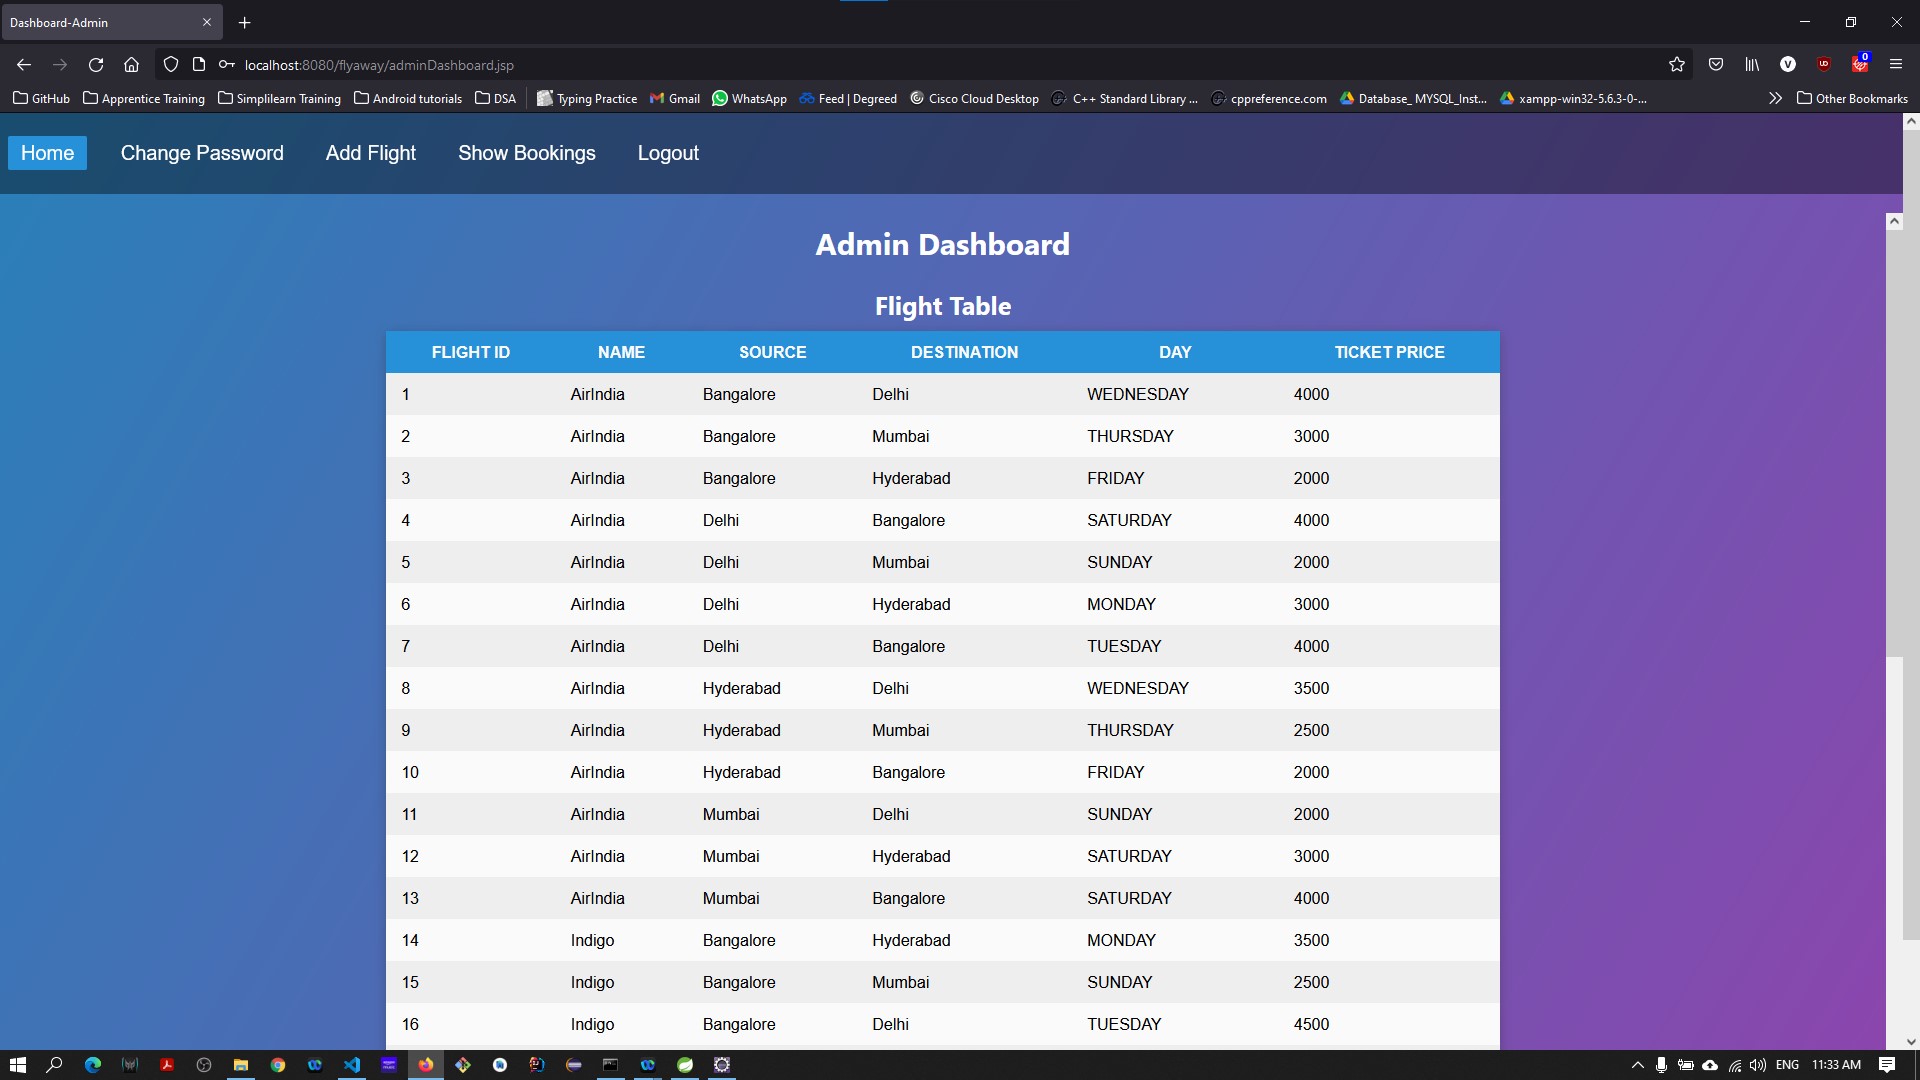 Dashboard-Admin
localhost:8080/flyaway/adminDashboard.jsp
GitHub Apprentice Training Simplilearn Training Android tutorials DSA Typing Practice Gmail WhatsApp Feed | Degreed Cisco Cloud Desktop C++ Standard Library ... cppreference.com Database_ MYSQL_Inst... xampp-win32-5.6.3-0-... Other Bookmarks
Home Change Password Add Flight Show Bookings Logout
Admin Dashboard
Flight Table
FLIGHT ID NAME SOURCE DESTINATION DAY TICKET PRICE
1 AirIndia Bangalore Delhi WEDNESDAY 4000
2 AirIndia Bangalore Mumbai THURSDAY 3000
3 AirIndia Bangalore Hyderabad FRIDAY 2000
4 AirIndia Delhi Bangalore SATURDAY 4000
5 AirIndia Delhi Mumbai SUNDAY 2000
6 AirIndia Delhi Hyderabad MONDAY 3000
7 AirIndia Delhi Bangalore TUESDAY 4000
8 AirIndia Hyderabad Delhi WEDNESDAY 3500
9 AirIndia Hyderabad Mumbai THURSDAY 2500
10 AirIndia Hyderabad Bangalore FRIDAY 2000
11 AirIndia Mumbai Delhi SUNDAY 2000
12 AirIndia Mumbai Hyderabad SATURDAY 3000
13 AirIndia Mumbai Bangalore SATURDAY 4000
14 Indigo Bangalore Hyderabad MONDAY 3500
15 Indigo Bangalore Mumbai SUNDAY 2500
16 Indigo Bangalore Delhi TUESDAY 4500
ENG 11:33 AM